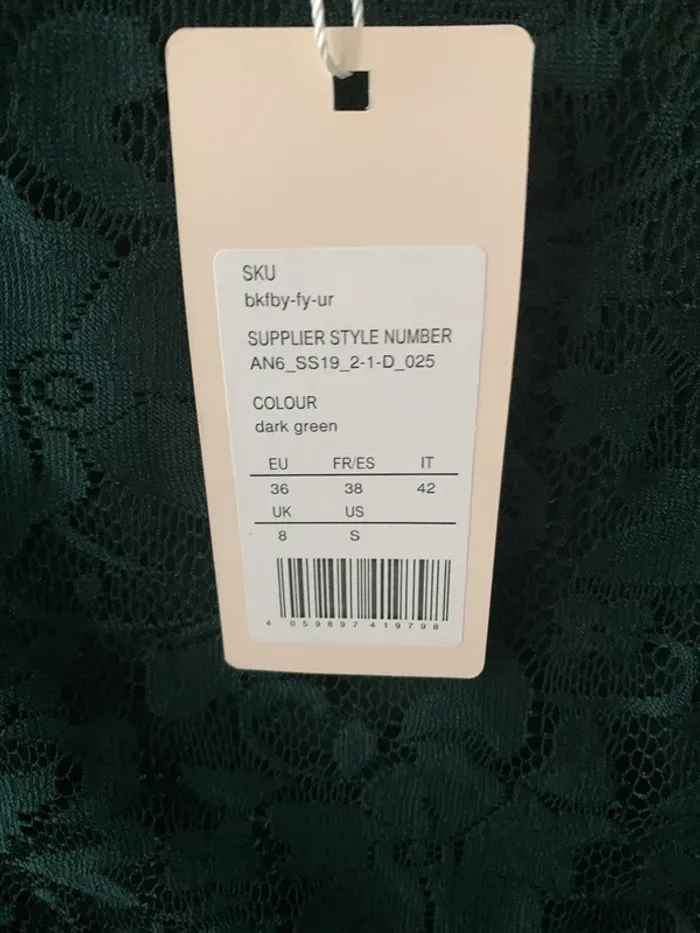 SKU
bkfby-fy-ur
SUPPLIER STYLE NUMBER
AN6_SS19_2-1-D_025
COLOUR
dark green
EU FR/ES IT
36 38 42
UK US
8 S
4 059897 419798